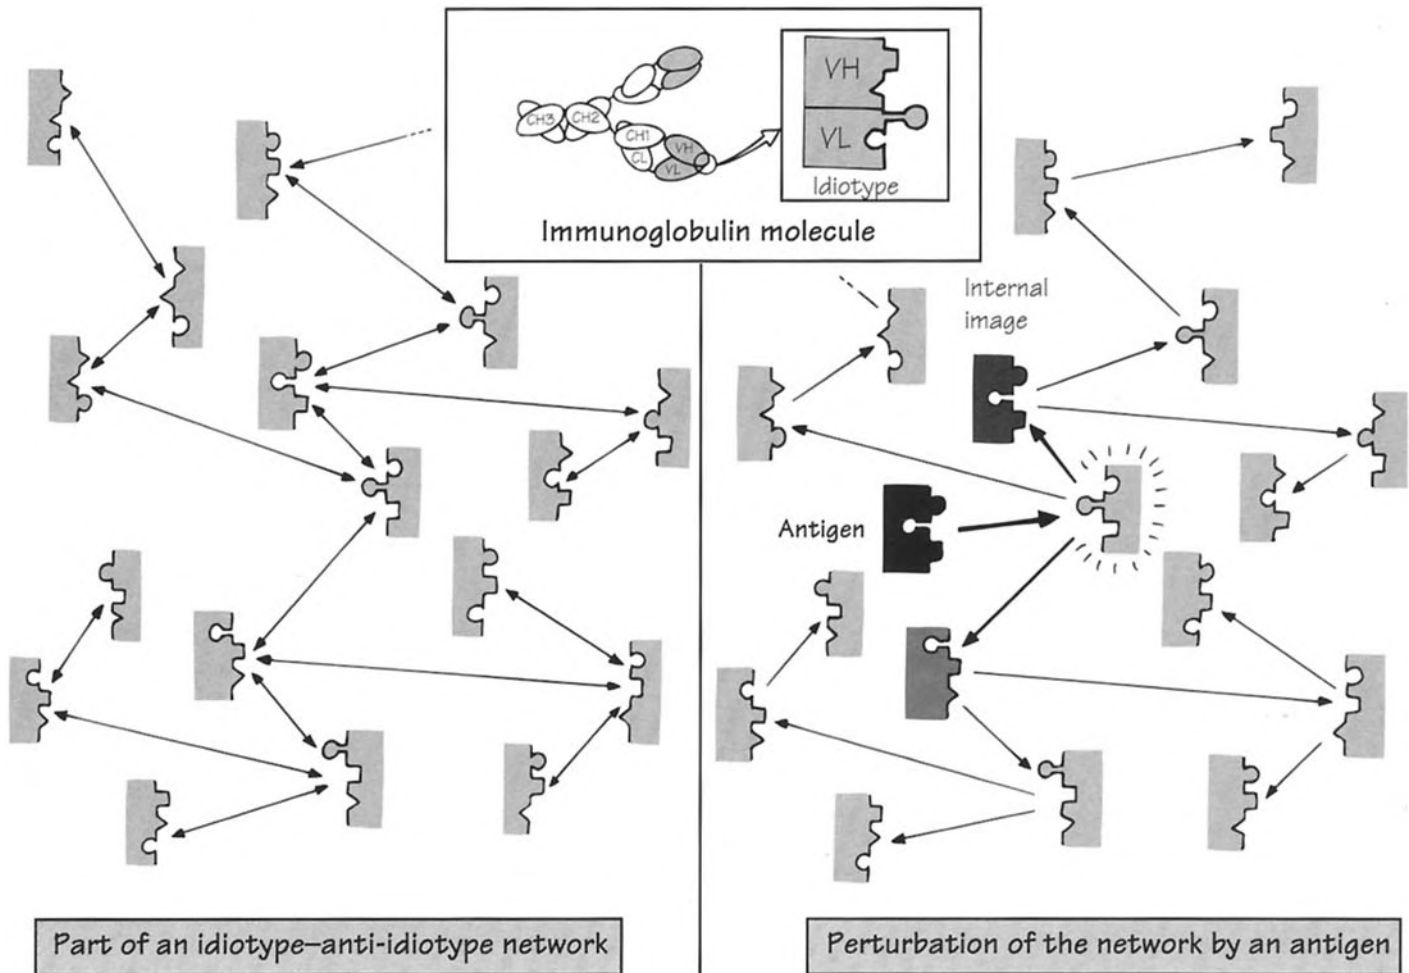 VH
VL
Idiotype
CH3
CH2
CH1
CL
VH
VL
Immunoglobulin molecule
Internal
image
Antigen
Part of an idiotype–anti-idiotype network
Perturbation of the network by an antigen